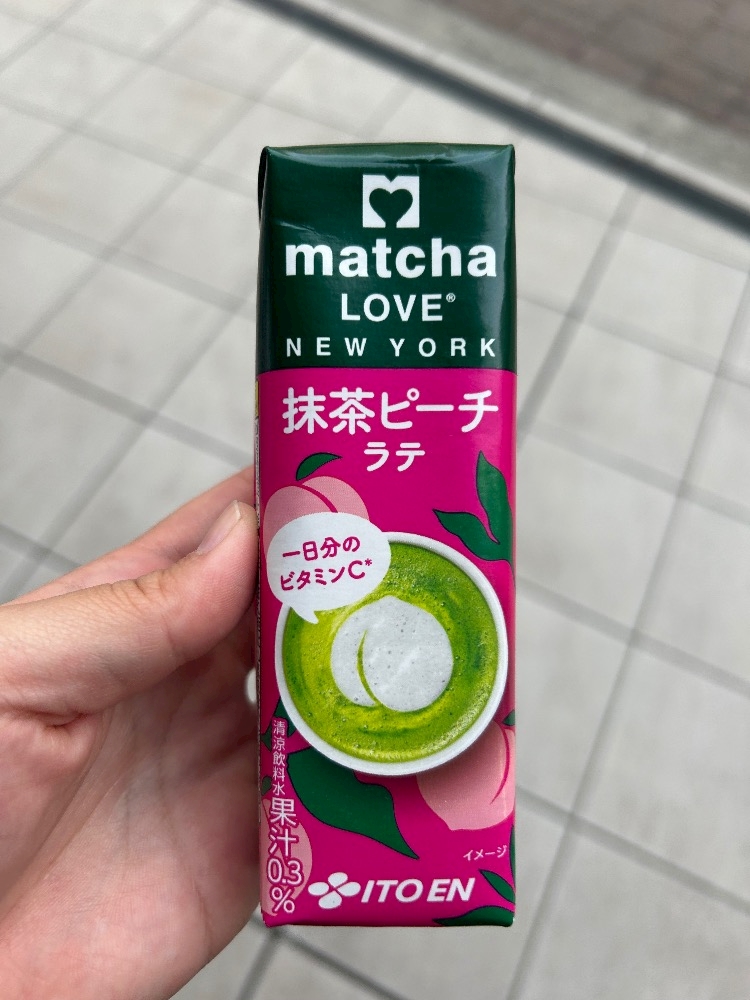 matcha
LOVE®
NEW YORK
抹茶ピーチ
ラテ
一日分の
ビタミンC*
清涼飲料水
果汁0.3%
イメージ
ITO EN